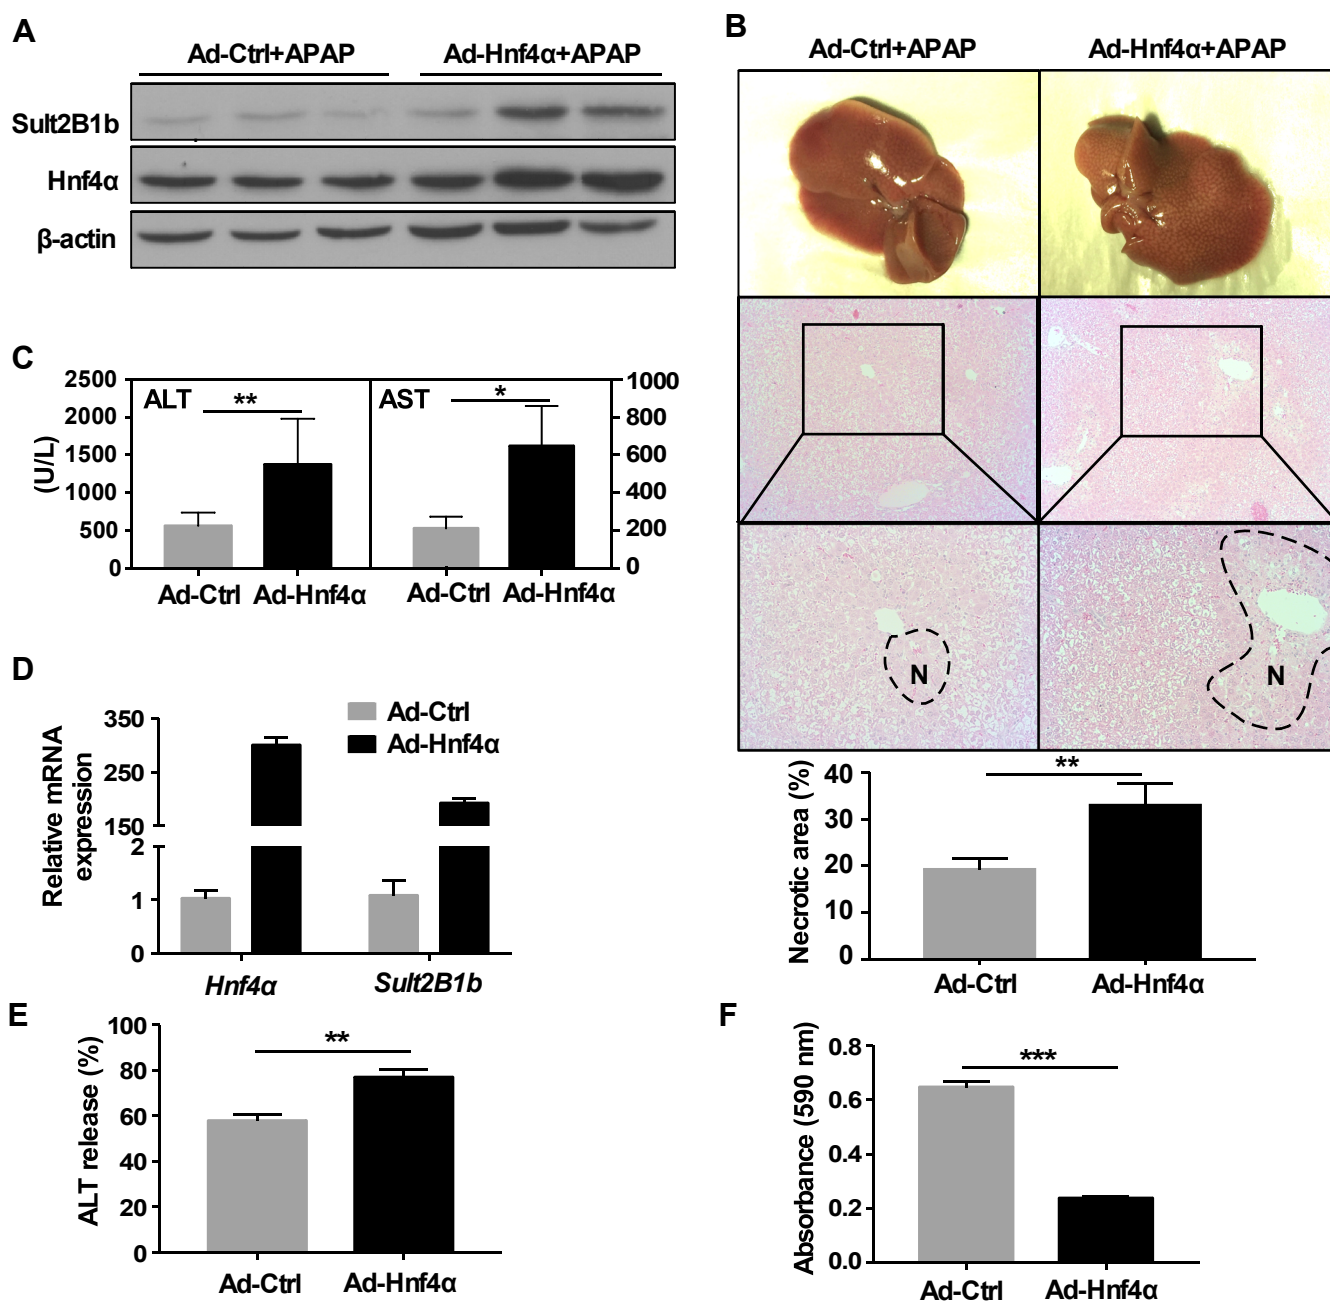 A
Ad-Ctrl+APAP Ad-Hnf4α+APAP
Sult2B1b
Hnf4α
β-actin
B
Ad-Ctrl+APAP Ad-Hnf4α+APAP
N
N
Necrotic area (%)
40
30
20
10
0
**
Ad-Ctrl Ad-Hnf4α
C
(U/L)
2500
2000
1500
1000
500
0
ALT
**
AST
*
1000
800
600
400
200
0
Ad-Ctrl Ad-Hnf4α Ad-Ctrl Ad-Hnf4α
D
Relative mRNA
expression
350
250
150
2
1
0
Ad-Ctrl
Ad-Hnf4α
Hnf4α Sult2B1b
E
ALT release (%)
100
80
60
40
20
0
**
Ad-Ctrl Ad-Hnf4α
F
Absorbance (590 nm)
0.8
0.6
0.4
0.2
0.0
***
Ad-Ctrl Ad-Hnf4α